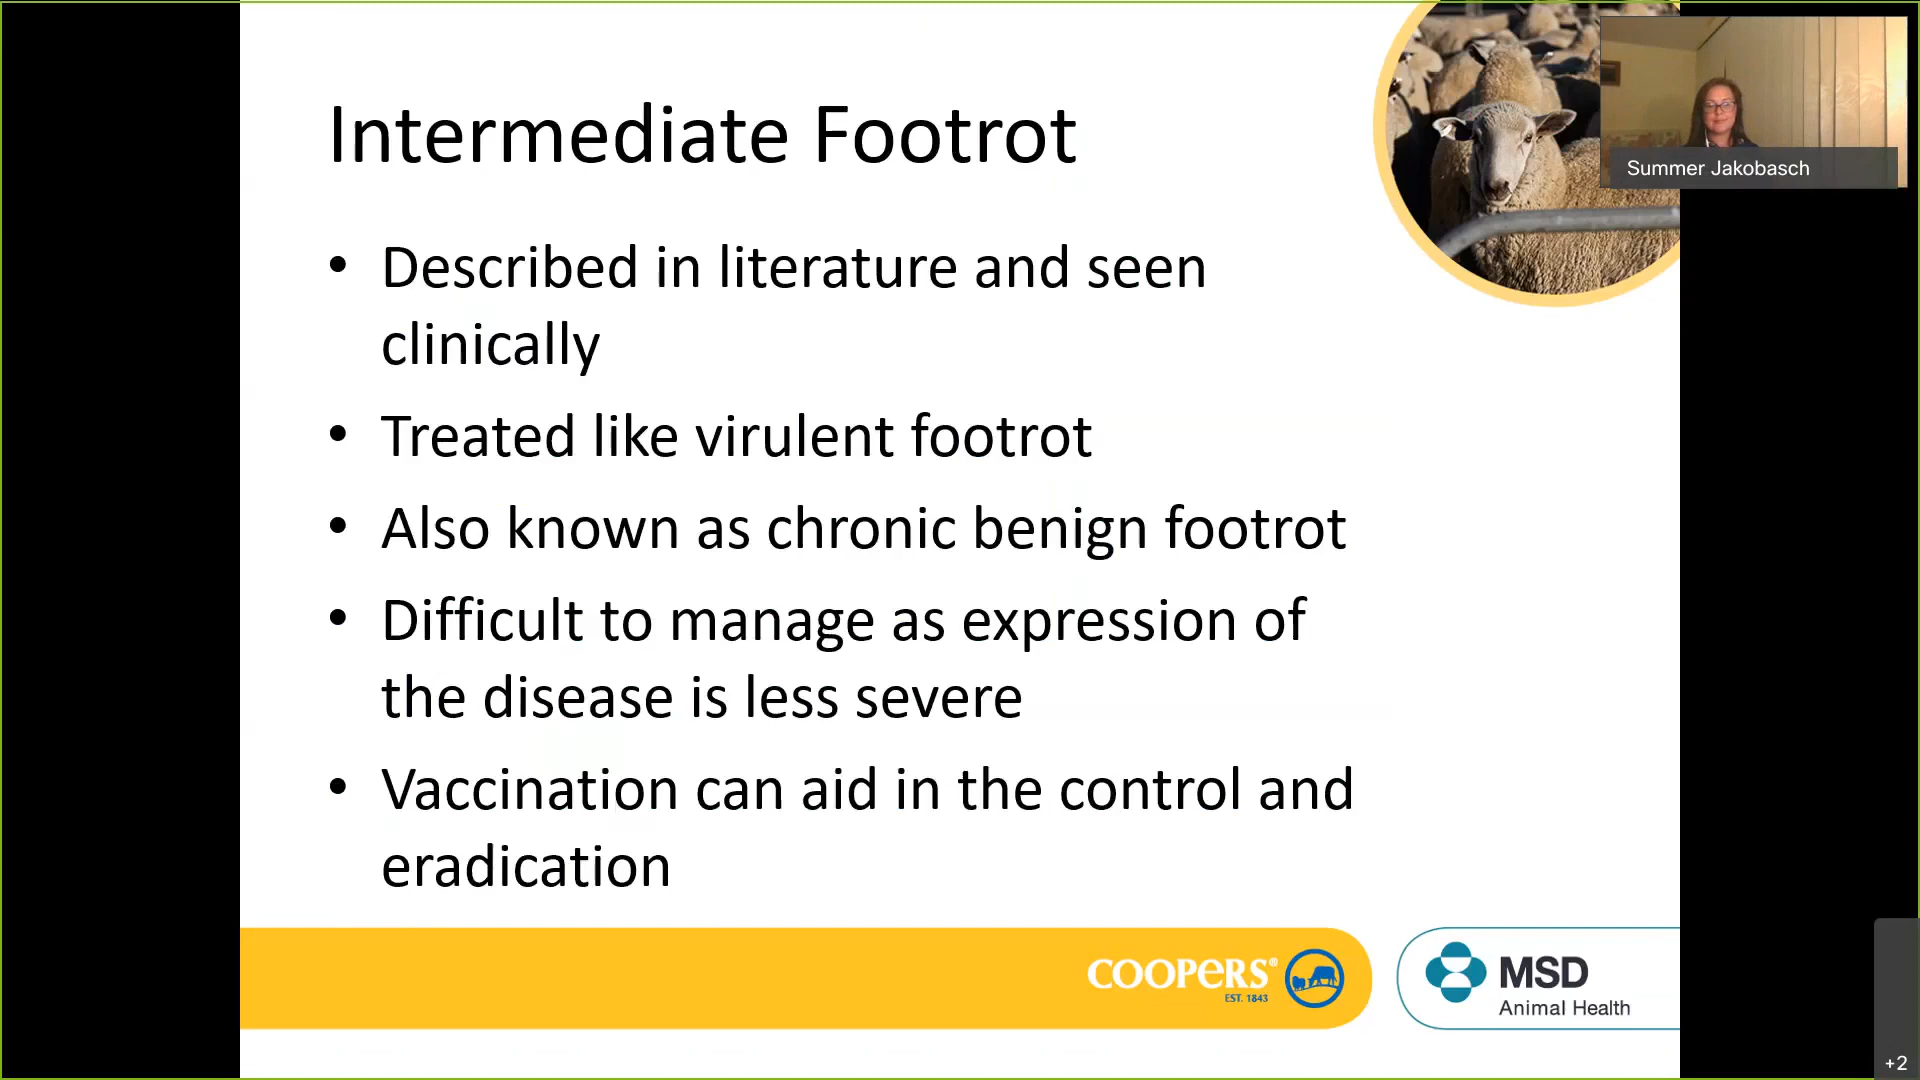 Intermediate Footrot
Summer Jakobasch
• Described in literature and seen
clinically
• Treated like virulent footrot
• Also known as chronic benign footrot
• Difficult to manage as expression of
the disease is less severe
• Vaccination can aid in the control and
eradication
COOPERS®
EST. 1843
MSD
Animal Health
+2